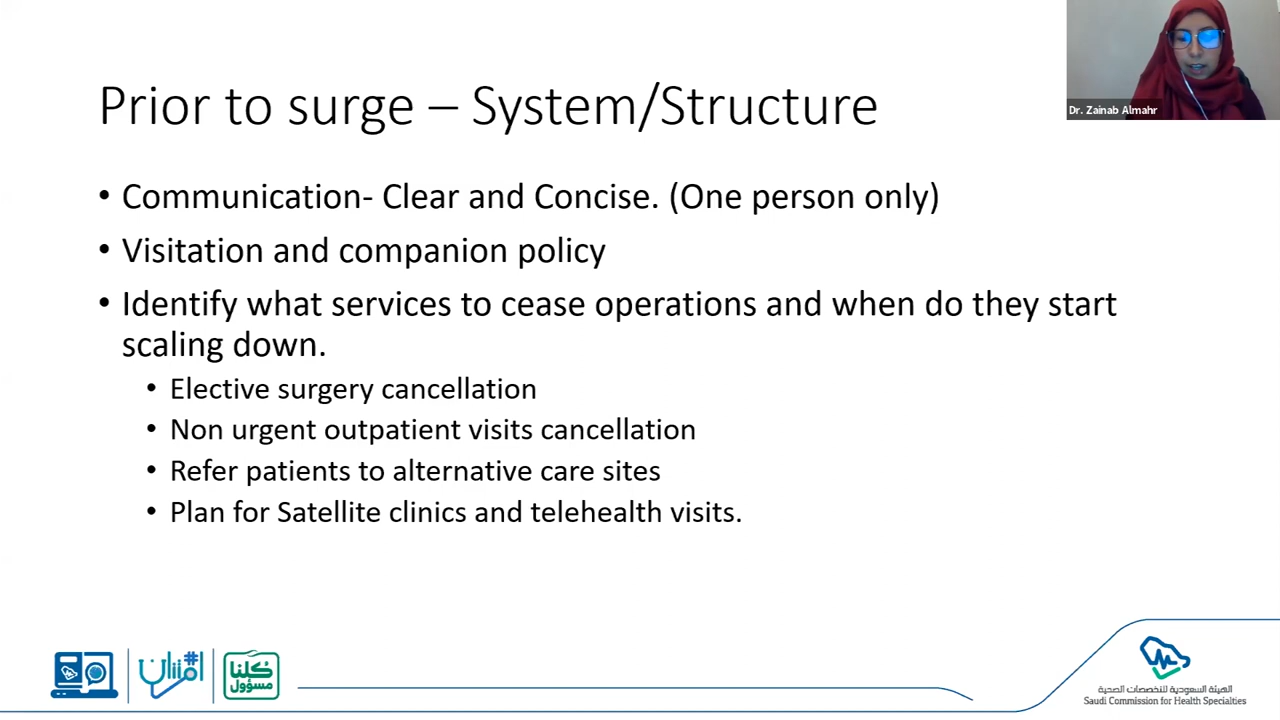 Dr. Zainab Almahr
Prior to surge – System/Structure
• Communication- Clear and Concise. (One person only)
• Visitation and companion policy
• Identify what services to cease operations and when do they start
scaling down.
• Elective surgery cancellation
• Non urgent outpatient visits cancellation
• Refer patients to alternative care sites
• Plan for Satellite clinics and telehealth visits.
#امتنان
كلنا
مسؤول
الهيئة السعودية للتخصصات الصحية
Saudi Commission for Health Specialties